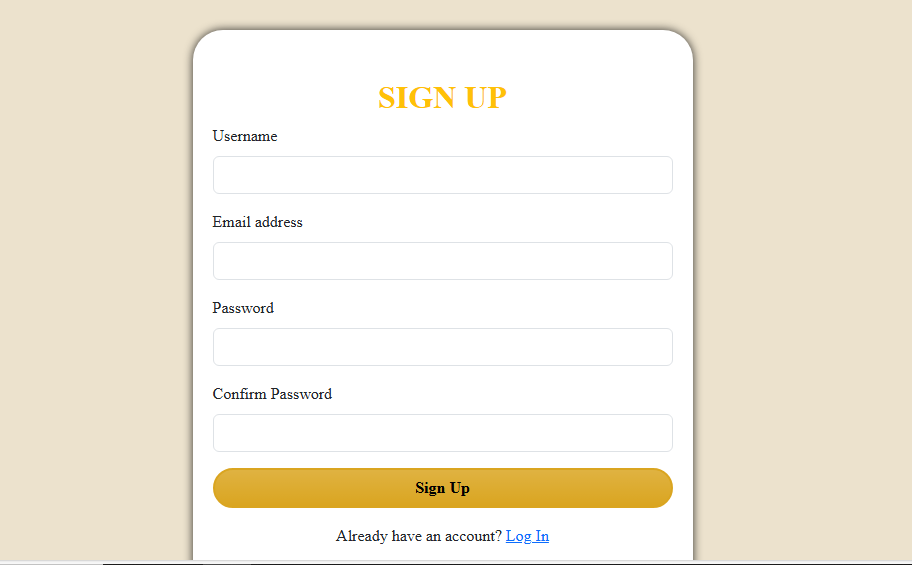 SIGN UP
Username
Email address
Password
Confirm Password
Sign Up
Already have an account? Log In